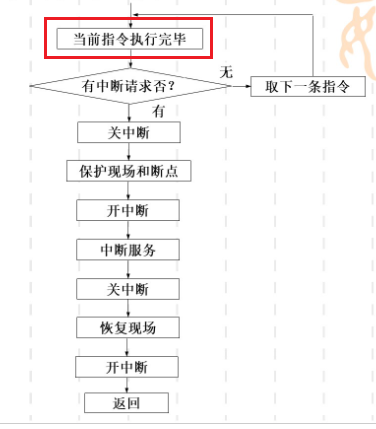 当前指令执行完毕
有中断请求否？
无
取下一条指令
有
关中断
保护现场和断点
开中断
中断服务
关中断
恢复现场
开中断
返回